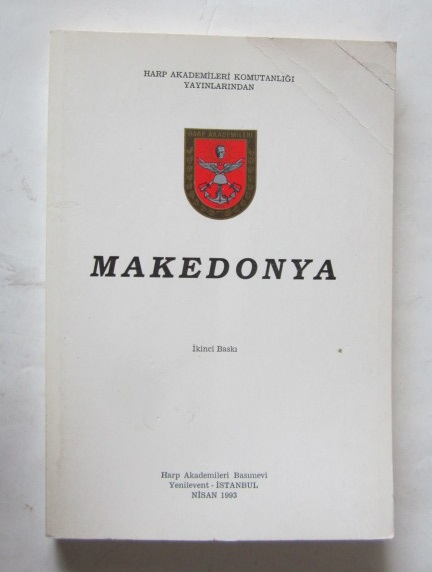 HARP AKADEMİLERİ KOMUTANLIĞI
YAYINLARINDAN
HARP AKADEMİLERİ
MAKEDONYA
İkinci Baskı
Harp Akademileri Basımevi
Yenilevent - İSTANBUL
NİSAN 1993